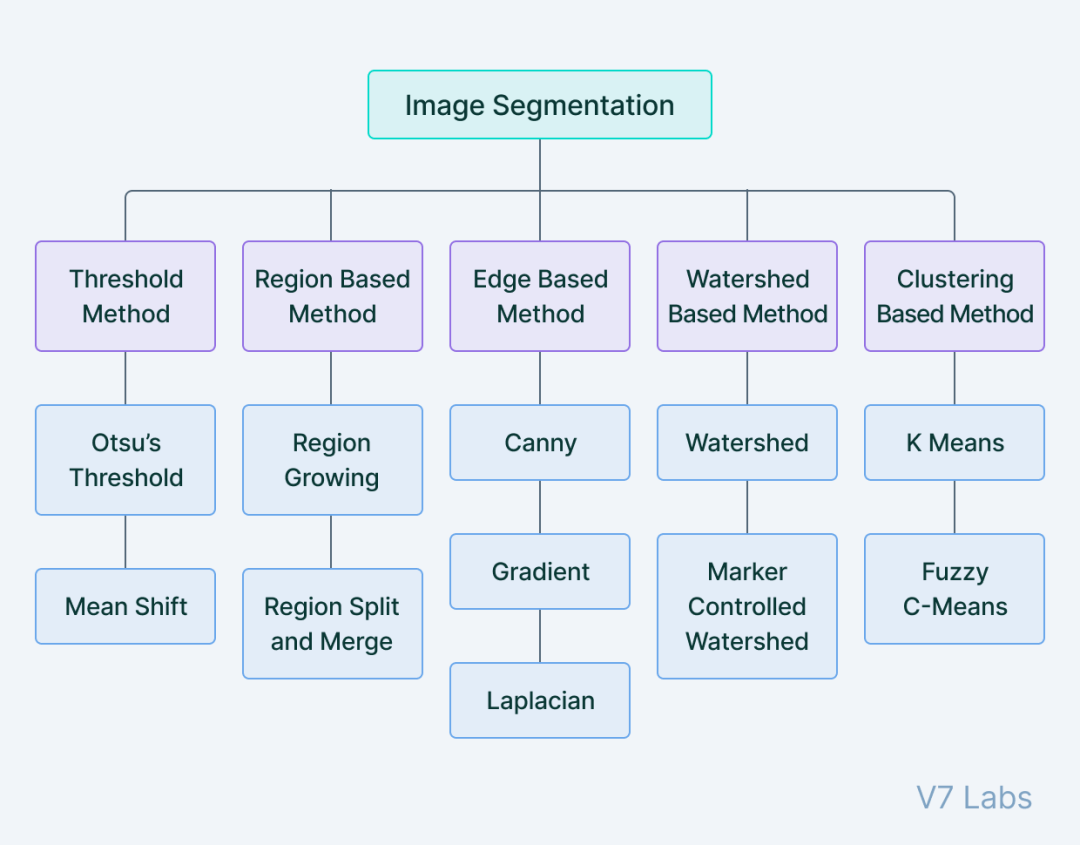 Image Segmentation
Threshold
Method
Region Based
Method
Edge Based
Method
Watershed
Based Method
Clustering
Based Method
Otsu’s
Threshold
Region
Growing
Canny
Watershed
K Means
Mean Shift
Region Split
and Merge
Gradient
Marker
Controlled
Watershed
Fuzzy
C-Means
Laplacian
V7 Labs